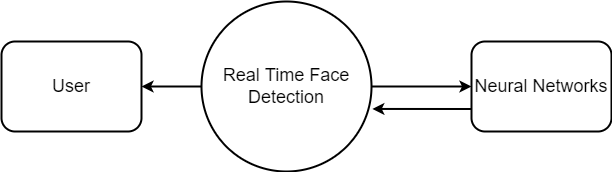 User
Real Time Face
Detection
Neural Networks